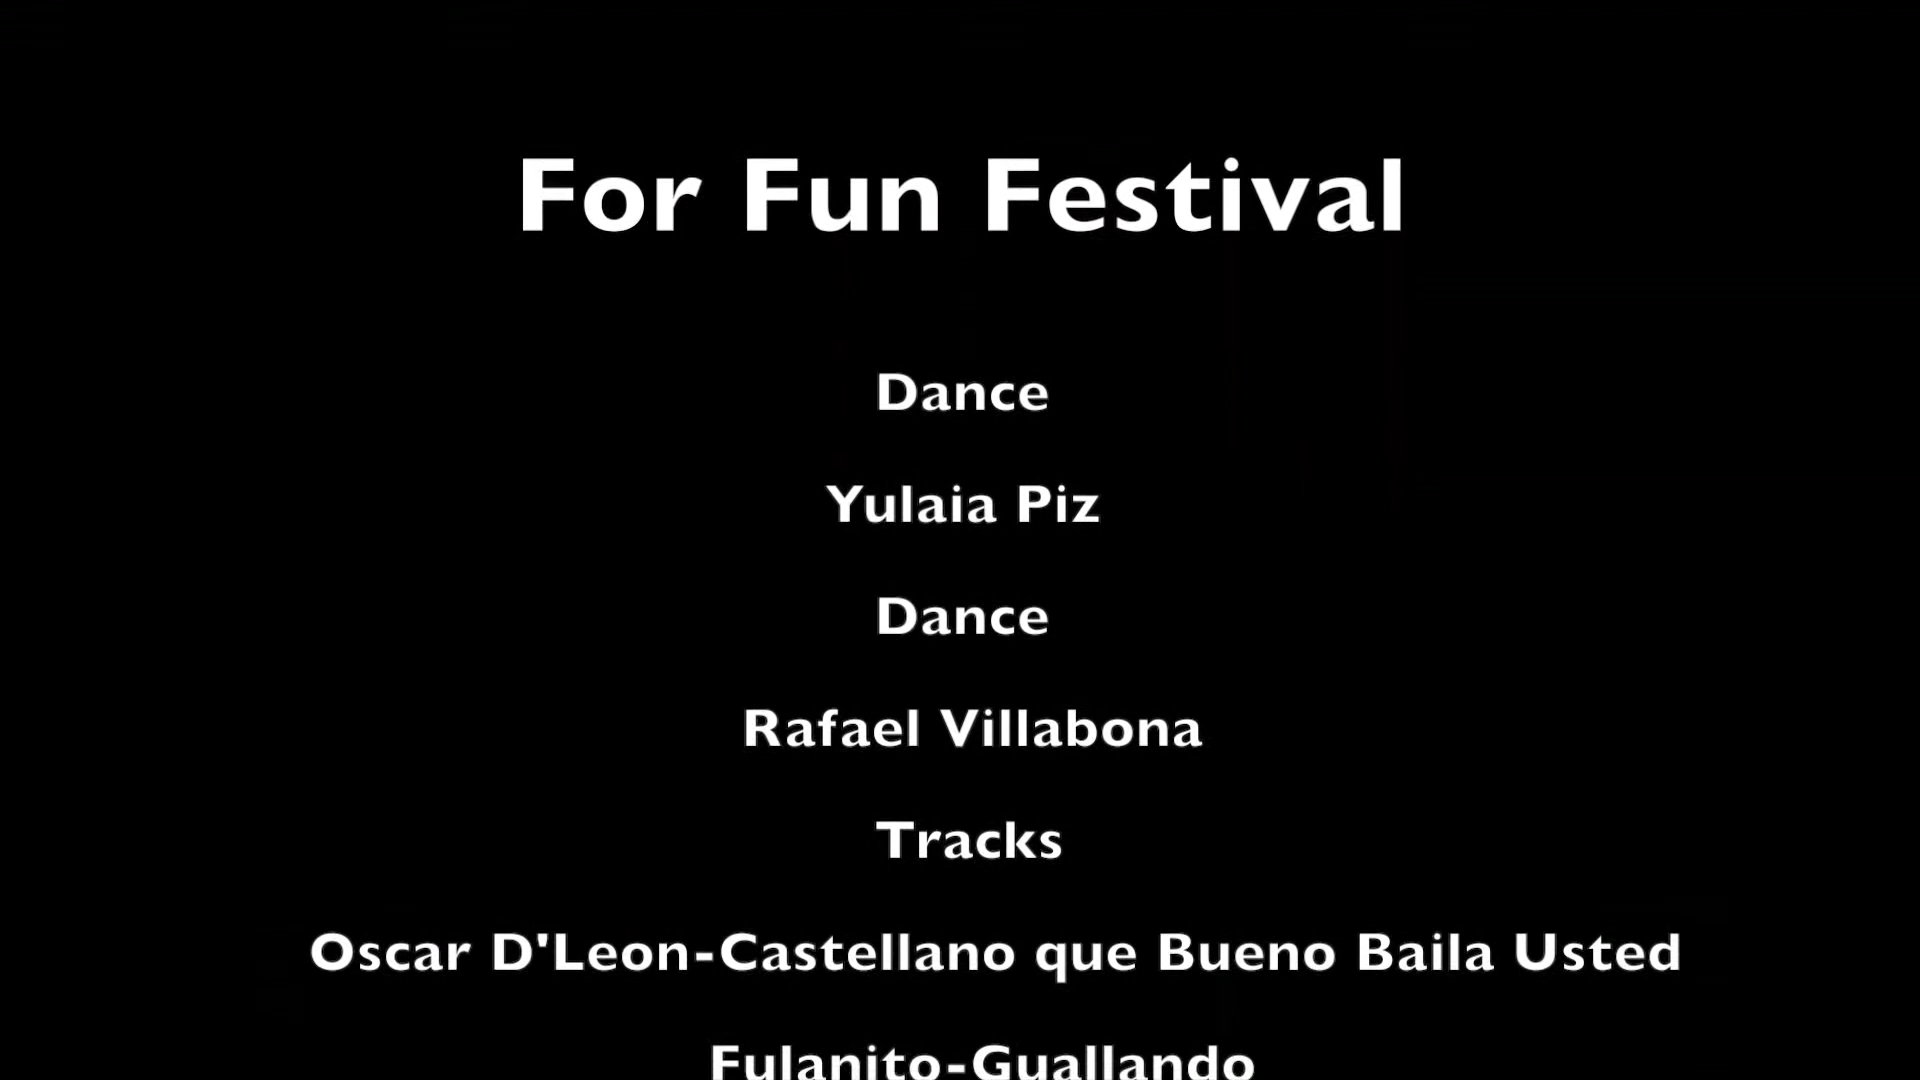 For Fun Festival
Dance
Yulaia Piz
Dance
Rafael Villabona
Tracks
Oscar D'Leon-Castellano que Bueno Baila Usted
Fulanito-Guallando